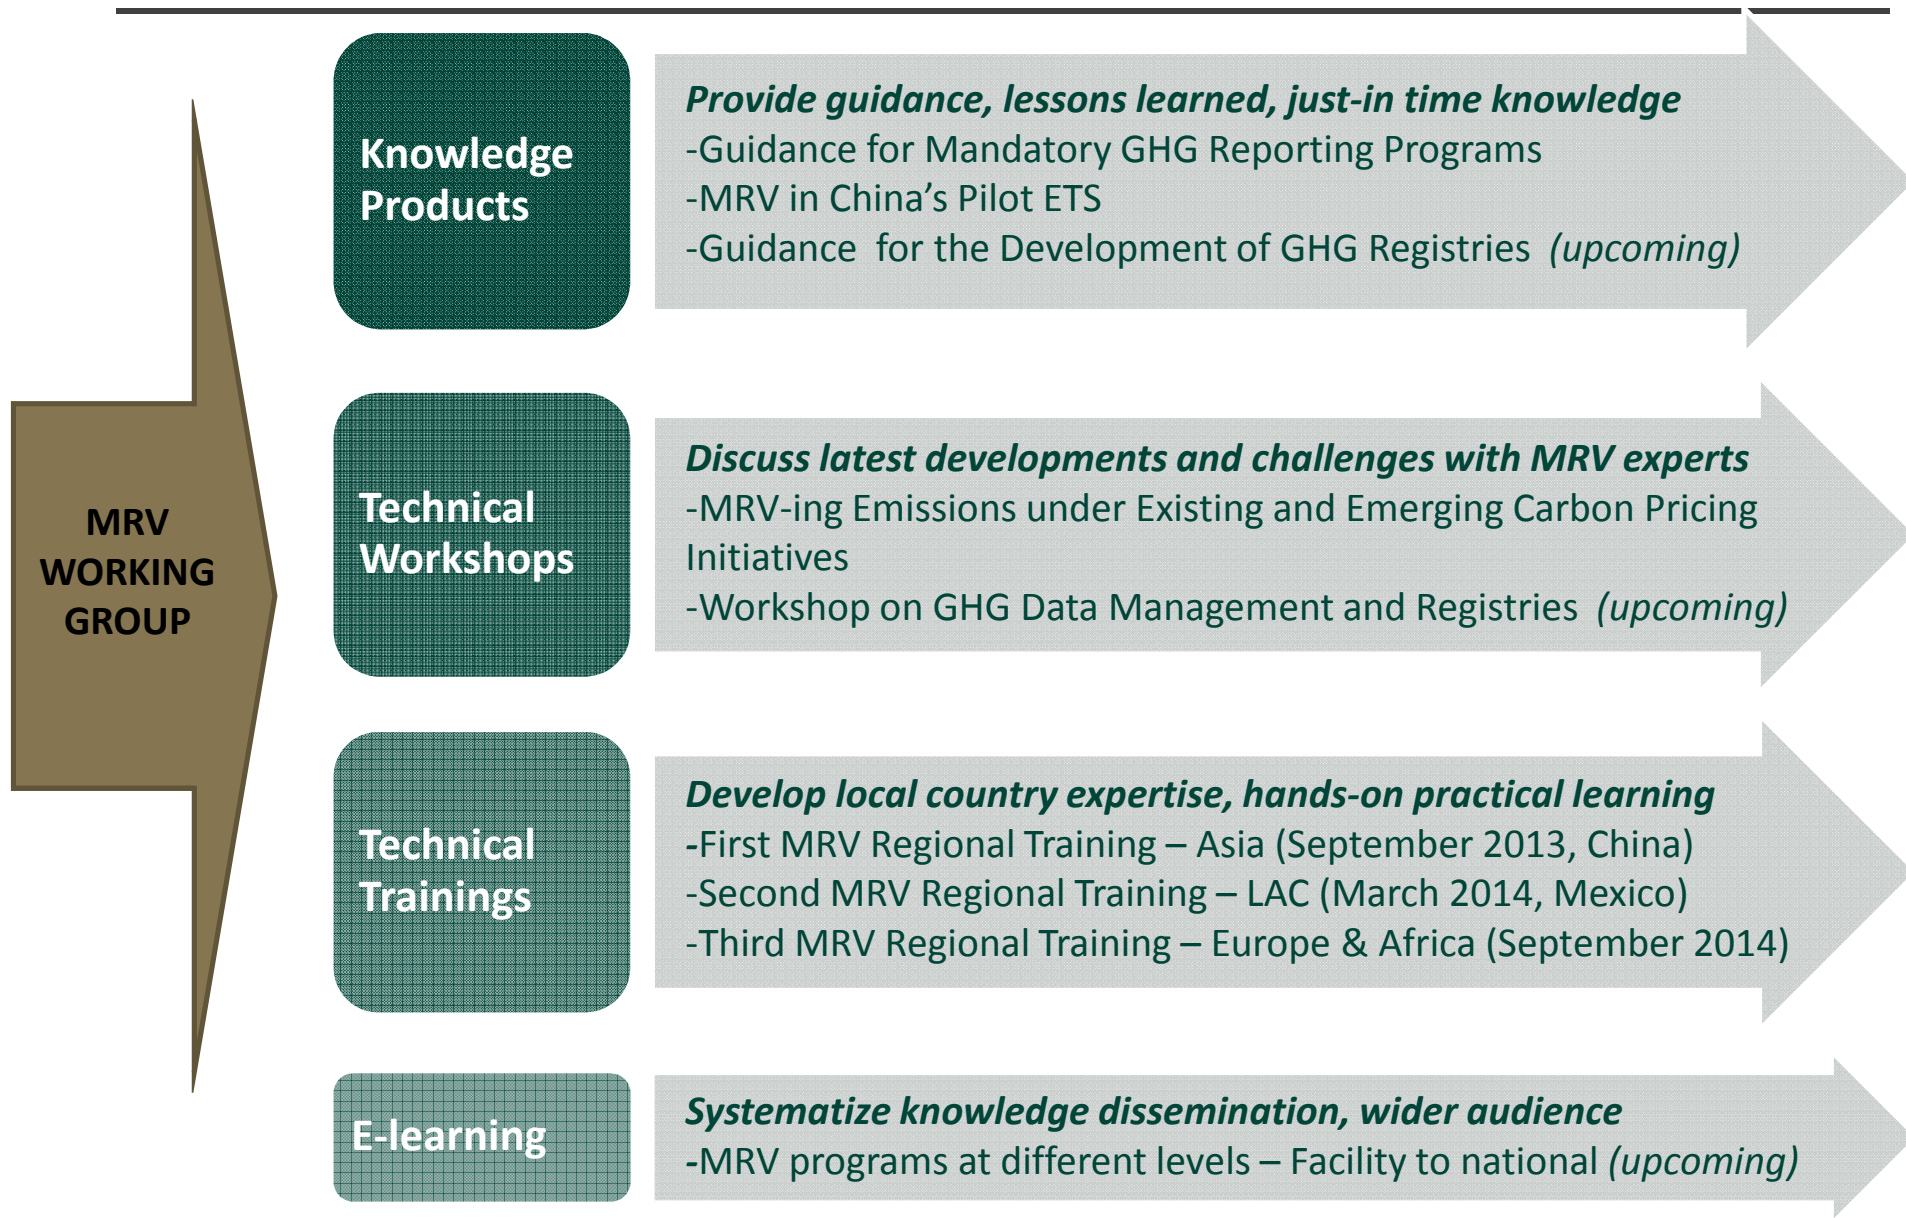 MRV
WORKING
GROUP
Knowledge
Products
Provide guidance, lessons learned, just-in time knowledge
-Guidance for Mandatory GHG Reporting Programs
-MRV in China’s Pilot ETS
-Guidance  for the Development of GHG Registries  (upcoming)
Technical
Workshops
Discuss latest developments and challenges with MRV experts
-MRV-ing Emissions under Existing and Emerging Carbon Pricing
Initiatives
-Workshop on GHG Data Management and Registries  (upcoming)
Technical
Trainings
Develop local country expertise, hands-on practical learning
-First MRV Regional Training – Asia (September 2013, China)
-Second MRV Regional Training – LAC (March 2014, Mexico)
-Third MRV Regional Training – Europe & Africa (September 2014)
E-learning
Systematize knowledge dissemination, wider audience
-MRV programs at different levels – Facility to national (upcoming)